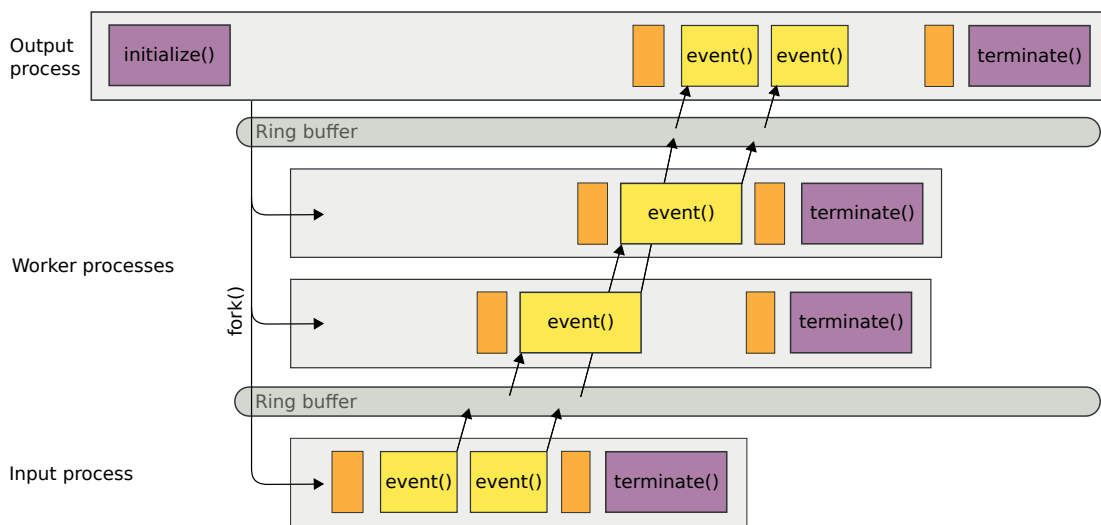 Output
process
initialize()
event()
event()
terminate()
Ring buffer
event()
terminate()
Worker processes
fork()
event()
terminate()
Ring buffer
Input process
event()
event()
terminate()